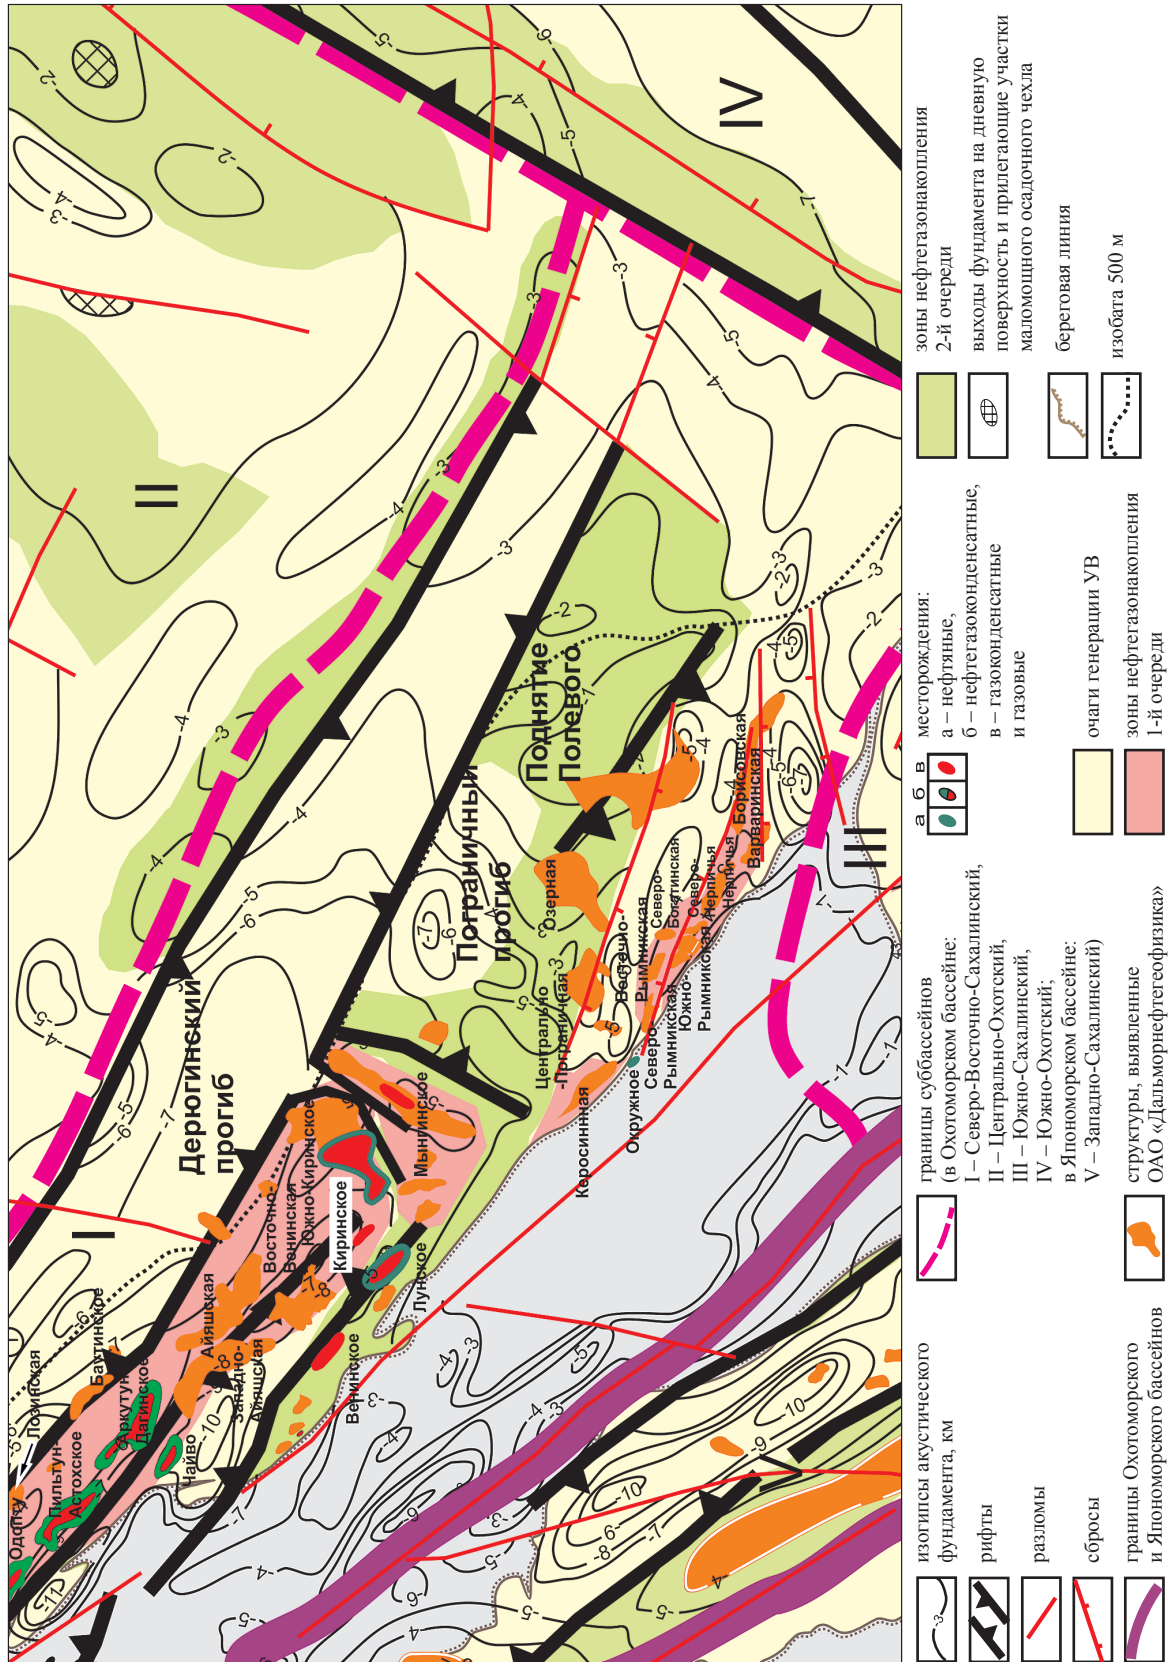 I
II
III
IV
V
Дерюгинский
прогиб
Пограничный
прогиб
Поднятие
Полевого
Одопту
Лозинская
Пильтун-
Астохское
Баутинское
Аркутун-
Дагинское
Чайво
Айяшская
Западно-
Айяшская
Восточно-
Венинская
Южно-Киринское
Киринское
Венинское
Лунское
Мынгинское
Центрально
-Пограничная
Озерная
Керосинная
Окружное
Северо-
Рымникская
Восточно-
Рымникская
Южно-
Рымникская
Северо-
Богатинская
Северо-
Нерпичья
Нерпичья
Борисовская
Варваринская
изогипсы акустического
фундамента, км
-3
рифты
разломы
сбросы
границы Охотоморского
и Япономорского бассейнов
границы суббассейнов
(в Охотоморском бассейне:
I – Северо-Восточно-Сахалинский,
II – Центрально-Охотский,
III – Южно-Сахалинский,
IV – Южно-Охотский;
в Япономорском бассейне:
V – Западно-Сахалинский)
структуры, выявленные
ОАО «Дальморнефтегеофизика»
а б в
месторождения:
а – нефтяные,
б – нефтегазоконденсатные,
в – газоконденсатные
и газовые
очаги генерации УВ
зоны нефтегазонакопления
1-й очереди
зоны нефтегазонакопления
2-й очереди
выходы фундамента на дневную
поверхность и прилегающие участки
маломощного осадочного чехла
береговая линия
изобата 500 м